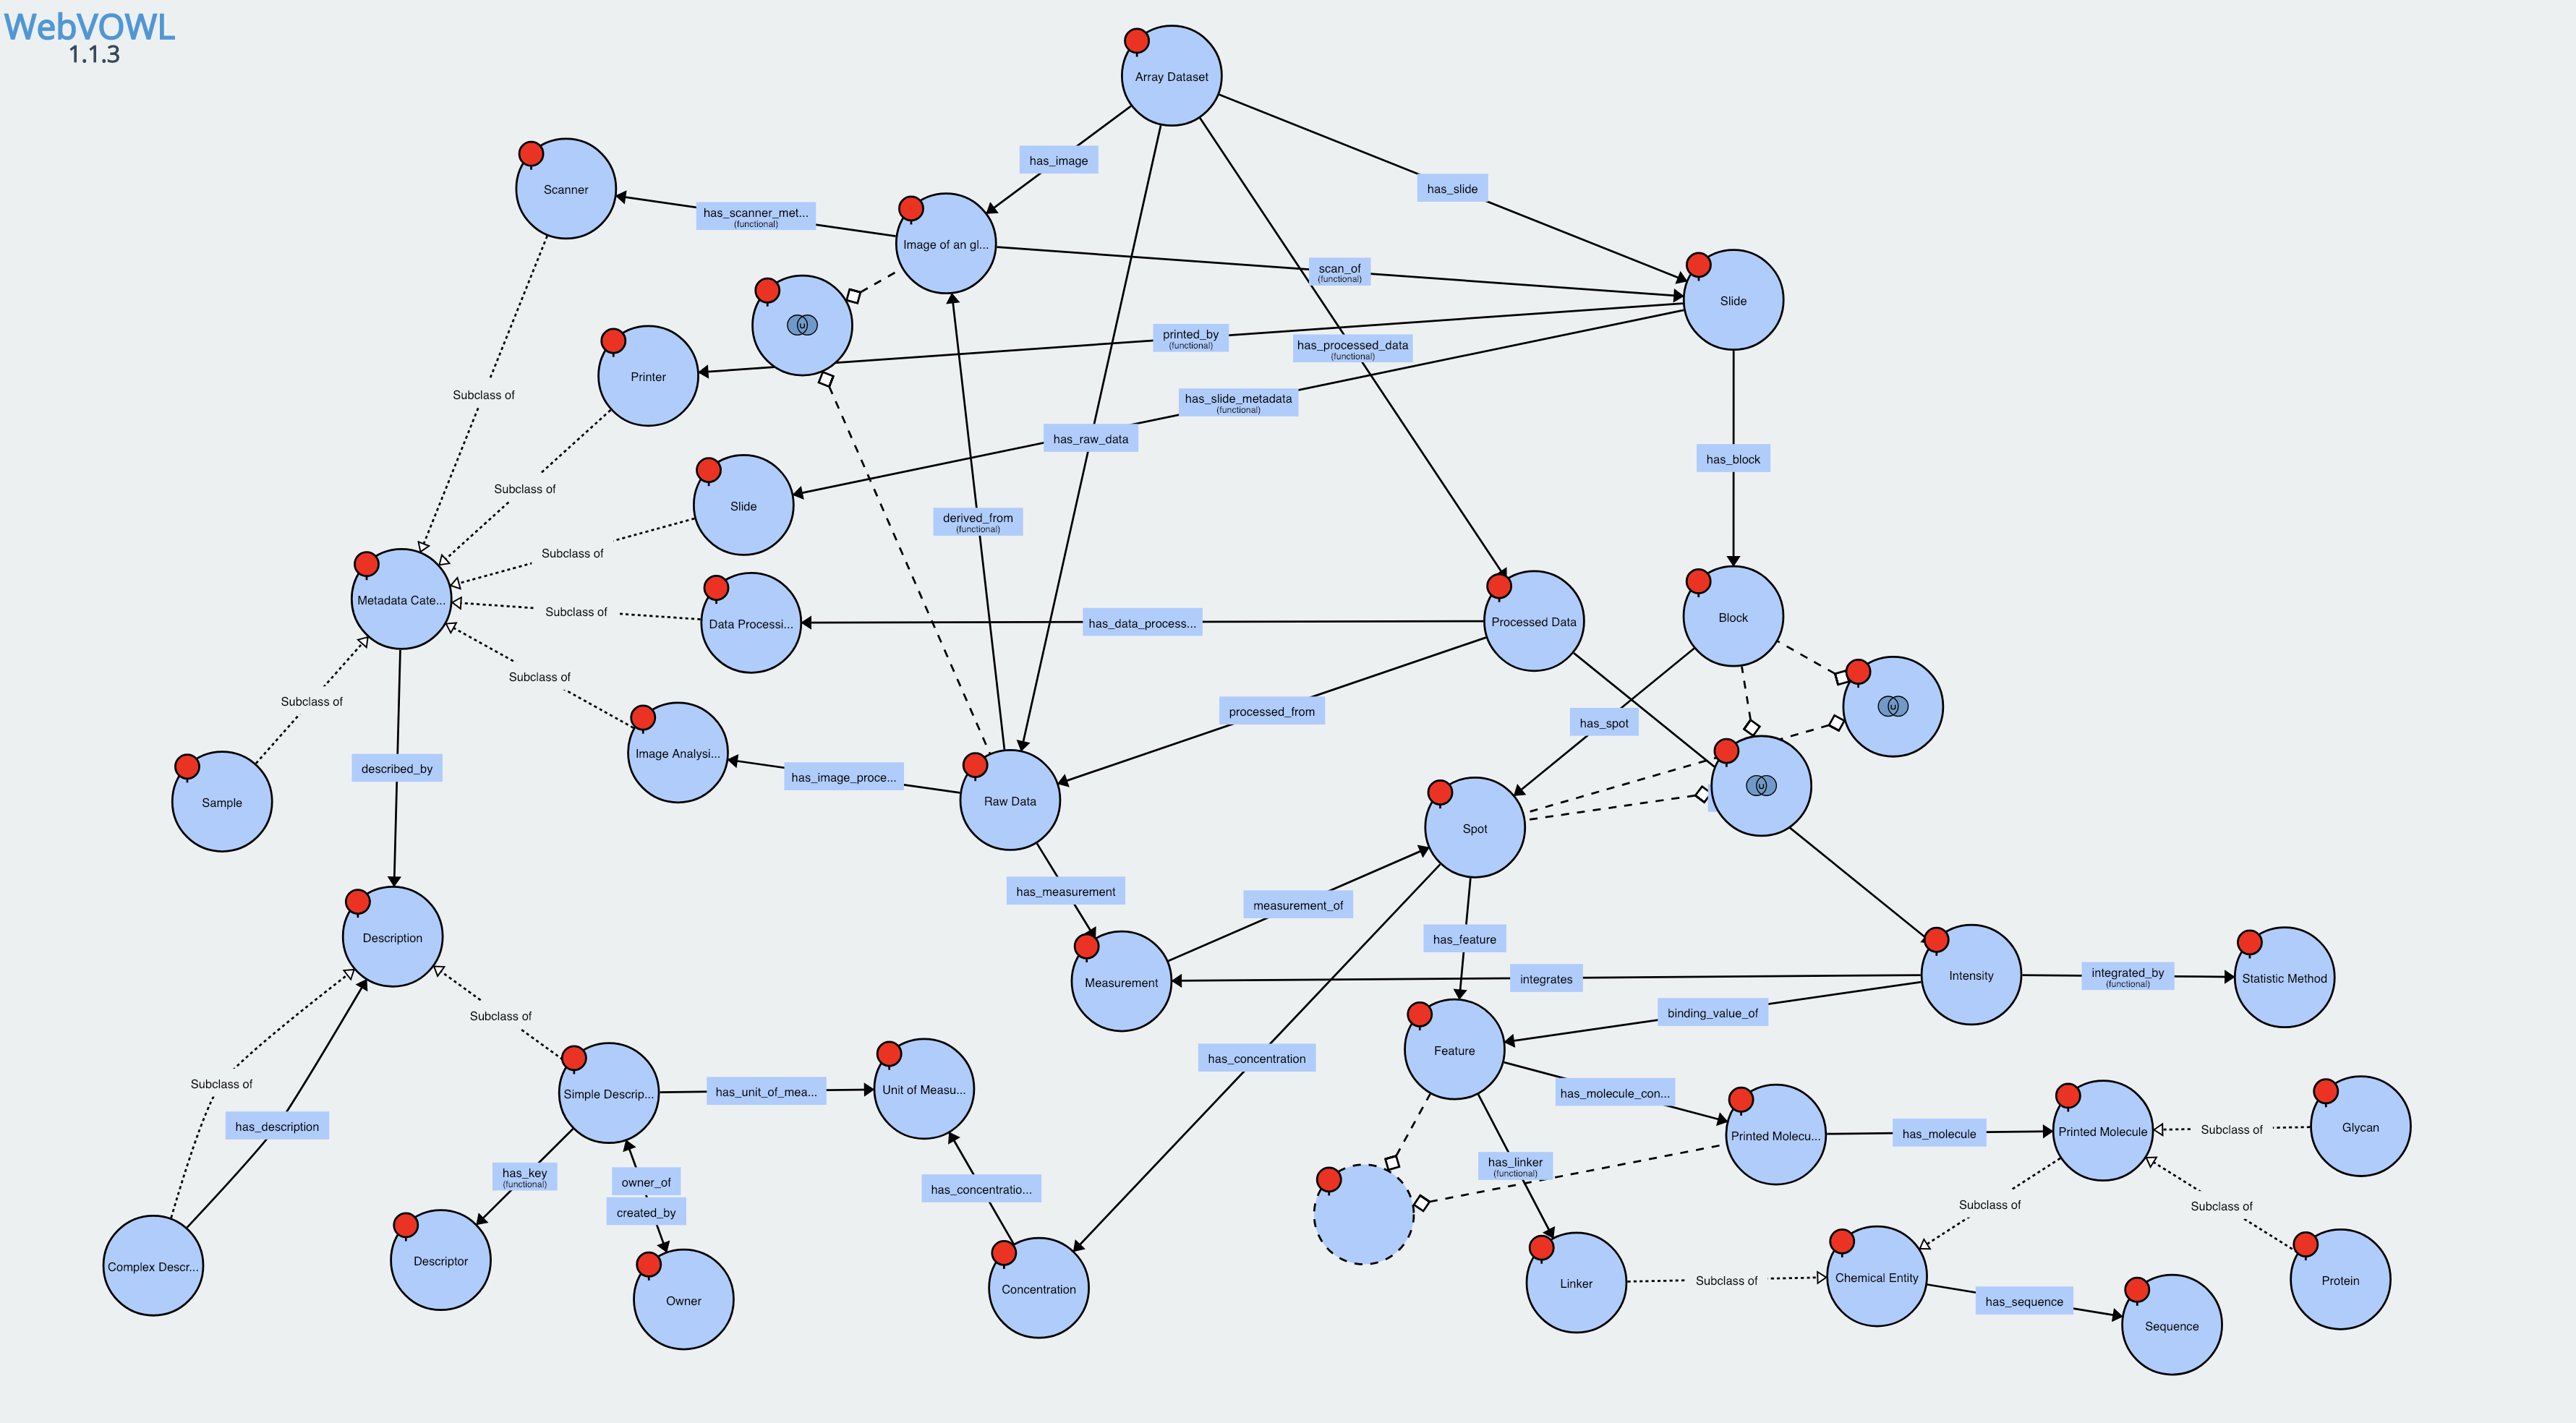 WebVOWL
1.1.3
Array Dataset
has_image
Scanner
has_slide
has_scanner_met...
(functional)
Image of an gl...
scan_of
(functional)
Slide
printed_by
(functional)
has_processed_data
(functional)
Printer
Subclass of
has_slide_metadata
(functional)
has_raw_data
has_block
Subclass of
Slide
derived_from
(functional)
Subclass of
Metadata Cate...
Subclass of
Data Processi...
has_data_process...
Processed Data
Block
Subclass of
Subclass of
processed_from
has_spot
Image Analysi...
described_by
has_image_proce...
Sample
Raw Data
Spot
has_measurement
measurement_of
Description
has_feature
Measurement
integrates
Intensity
integrated_by
(functional)
Statistic Method
Subclass of
binding_value_of
Feature
has_concentration
Subclass of
Simple Descrip...
has_unit_of_mea...
Unit of Measu...
has_molecule_con...
has_description
Printed Molecu...
has_molecule
Printed Molecule
Subclass of
Glycan
has_key
(functional)
owner_of
has_concentratio...
has_linker
(functional)
created_by
Subclass of
Subclass of
Complex Descr...
Descriptor
Owner
Concentration
Linker
Subclass of
Chemical Entity
Protein
has_sequence
Sequence